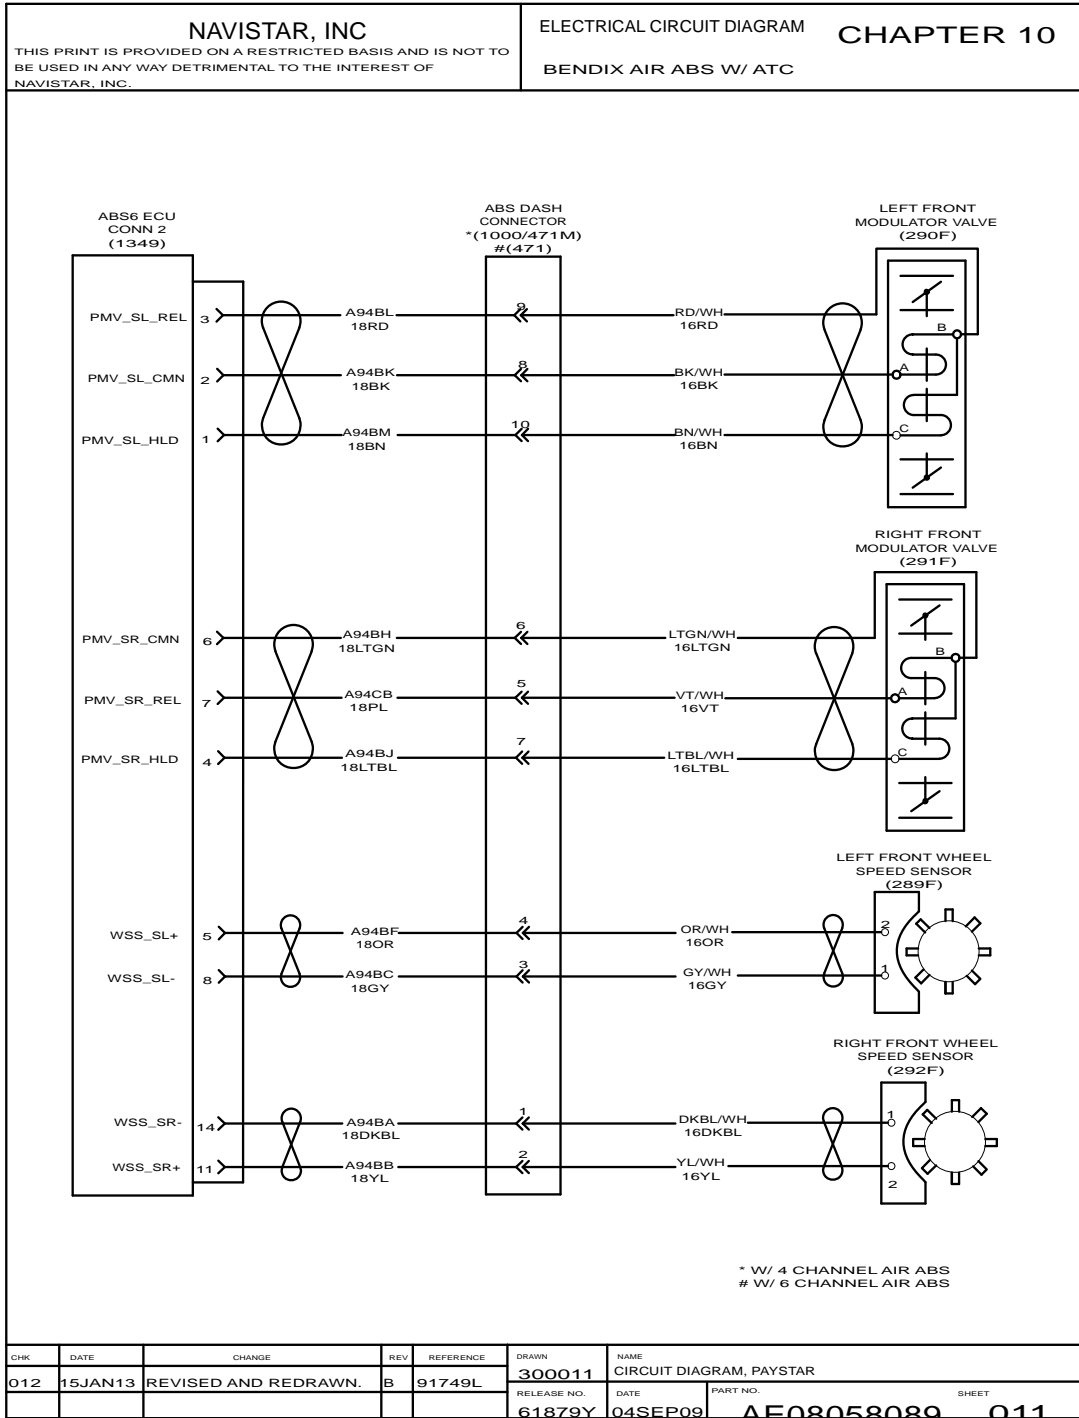 NAVISTAR, INC
THIS PRINT IS PROVIDED ON A RESTRICTED BASIS AND IS NOT TO
BE USED IN ANY WAY DETRIMENTAL TO THE INTEREST OF
NAVISTAR, INC.
ELECTRICAL CIRCUIT DIAGRAM
CHAPTER 10
BENDIX AIR ABS W/ ATC
ABS6 ECU
CONN 2
(1349)
ABS DASH
CONNECTOR
*(1000/471M)
#(471)
LEFT FRONT
MODULATOR VALVE
(290F)
PMV_SL_REL 3 A94BL 9 RD/WH B
18RD 16RD
PMV_SL_CMN 2 A94BK 8 BK/WH A
18BK 16BK
PMV_SL_HLD 1 A94BM 10 BN/WH C
18BN 16BN
RIGHT FRONT
MODULATOR VALVE
(291F)
PMV_SR_CMN 6 A94BH 6 LTGN/WH B
18LTGN 16LTGN
PMV_SR_REL 7 A94CB 5 VT/WH A
18PL 16VT
PMV_SR_HLD 4 A94BJ 7 LTBL/WH C
18LTBL 16LTBL
LEFT FRONT WHEEL
SPEED SENSOR
(289F)
WSS_SL+ 5 A94BF 4 OR/WH 2
18OR 16OR
WSS_SL- 8 A94BC 3 GY/WH 1
18GY 16GY
RIGHT FRONT WHEEL
SPEED SENSOR
(292F)
WSS_SR- 14 A94BA 1 DKBL/WH 1
18DKBL 16DKBL
WSS_SR+ 11 A94BB 2 YL/WH 2
18YL 16YL
* W/ 4 CHANNEL AIR ABS
# W/ 6 CHANNEL AIR ABS
CHK DATE CHANGE REV REFERENCE
012 15JAN13 REVISED AND REDRAWN. B 91749L
DRAWN
300011
NAME
CIRCUIT DIAGRAM, PAYSTAR
RELEASE NO.
61879Y
DATE
04SEP09
PART NO.
AE08058089
SHEET
011